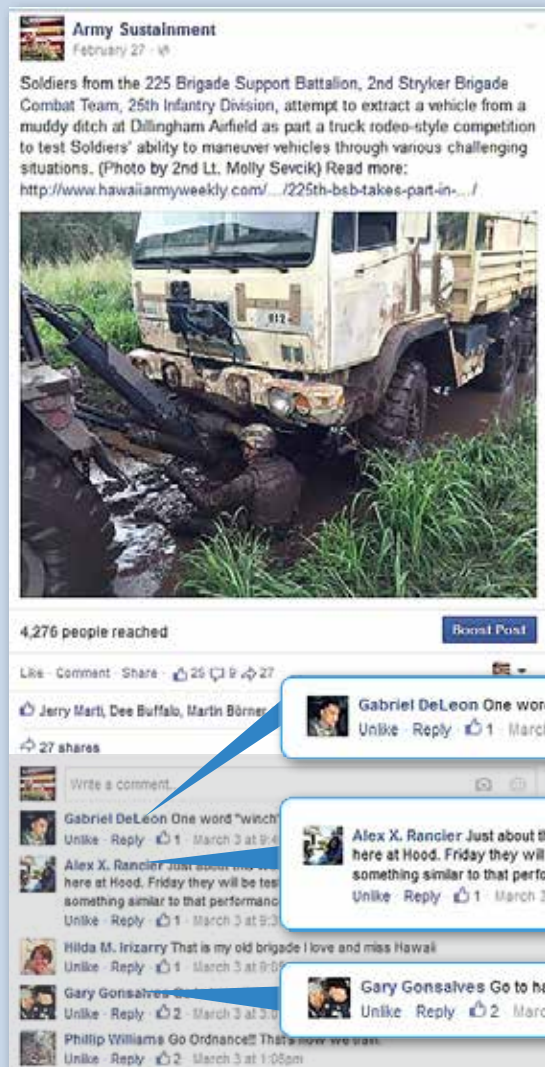 Army Sustainment
February 27
Soldiers from the 225 Brigade Support Battalion, 2nd Stryker Brigade
Combat Team, 25th Infantry Division, attempt to extract a vehicle from a
muddy ditch at Dillingham Airfield as part a truck rodeo-style competition
to test Soldiers' ability to maneuver vehicles through various challenging
situations. (Photo by 2nd Lt. Molly Sevcik) Read more:
http://www.hawaiiarmyweekly.com/.../225th-bsb-takes-part-in-.../
812
4,276 people reached
Boost Post
Like · Comment · Share · 25 9 27
Jerry Marti, Dee Buffalo, Martin Börner
27 shares
Write a comment...
Gabriel DeLeon One word
Unlike · Reply · 1 · March
Gabriel DeLeon One word "winch"
Unlike · Reply · 1 · March 3 at
Alex X. Rancier Just about
here at Hood. Friday they will be
something similar to that performance
Unlike · Reply · 1 · March 3 at
Alex X. Rancier Just about
here at Hood. Friday they will
something similar to that
Unlike · Reply · 1 · March 3
Hilda M. Irizarry That is my old brigade I love and miss Hawaii
Unlike · Reply · 1 · March 3 at
Gary Gonsalves
Unlike · Reply · 2 · March 3 at
Gary Gonsalves Go to
Unlike Reply 2
Phillip Williams Go Ordnance!! That's how we train.
Unlike · Reply · 2 · March 3 at 1:08pm